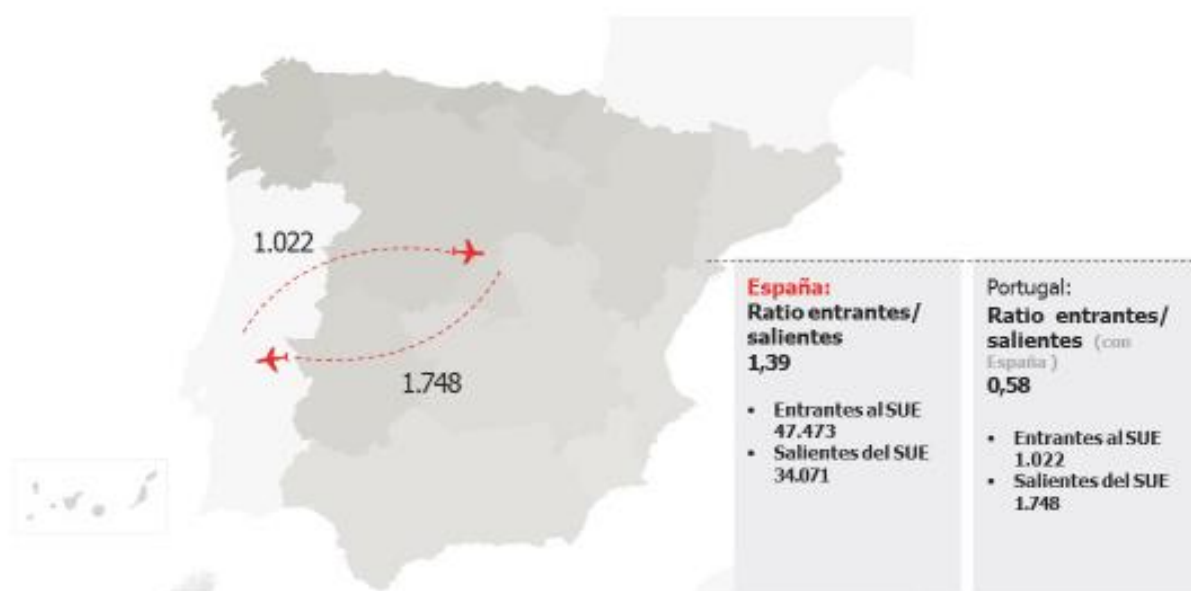 1.022
1.748
España:
Ratio entrantes/
salientes
1,39
• Entrantes al SUE
47.473
• Salientes del SUE
34.071
Portugal:
Ratio entrantes/
salientes (con
España )
0,58
• Entrantes al SUE
1.022
• Salientes del SUE
1.748